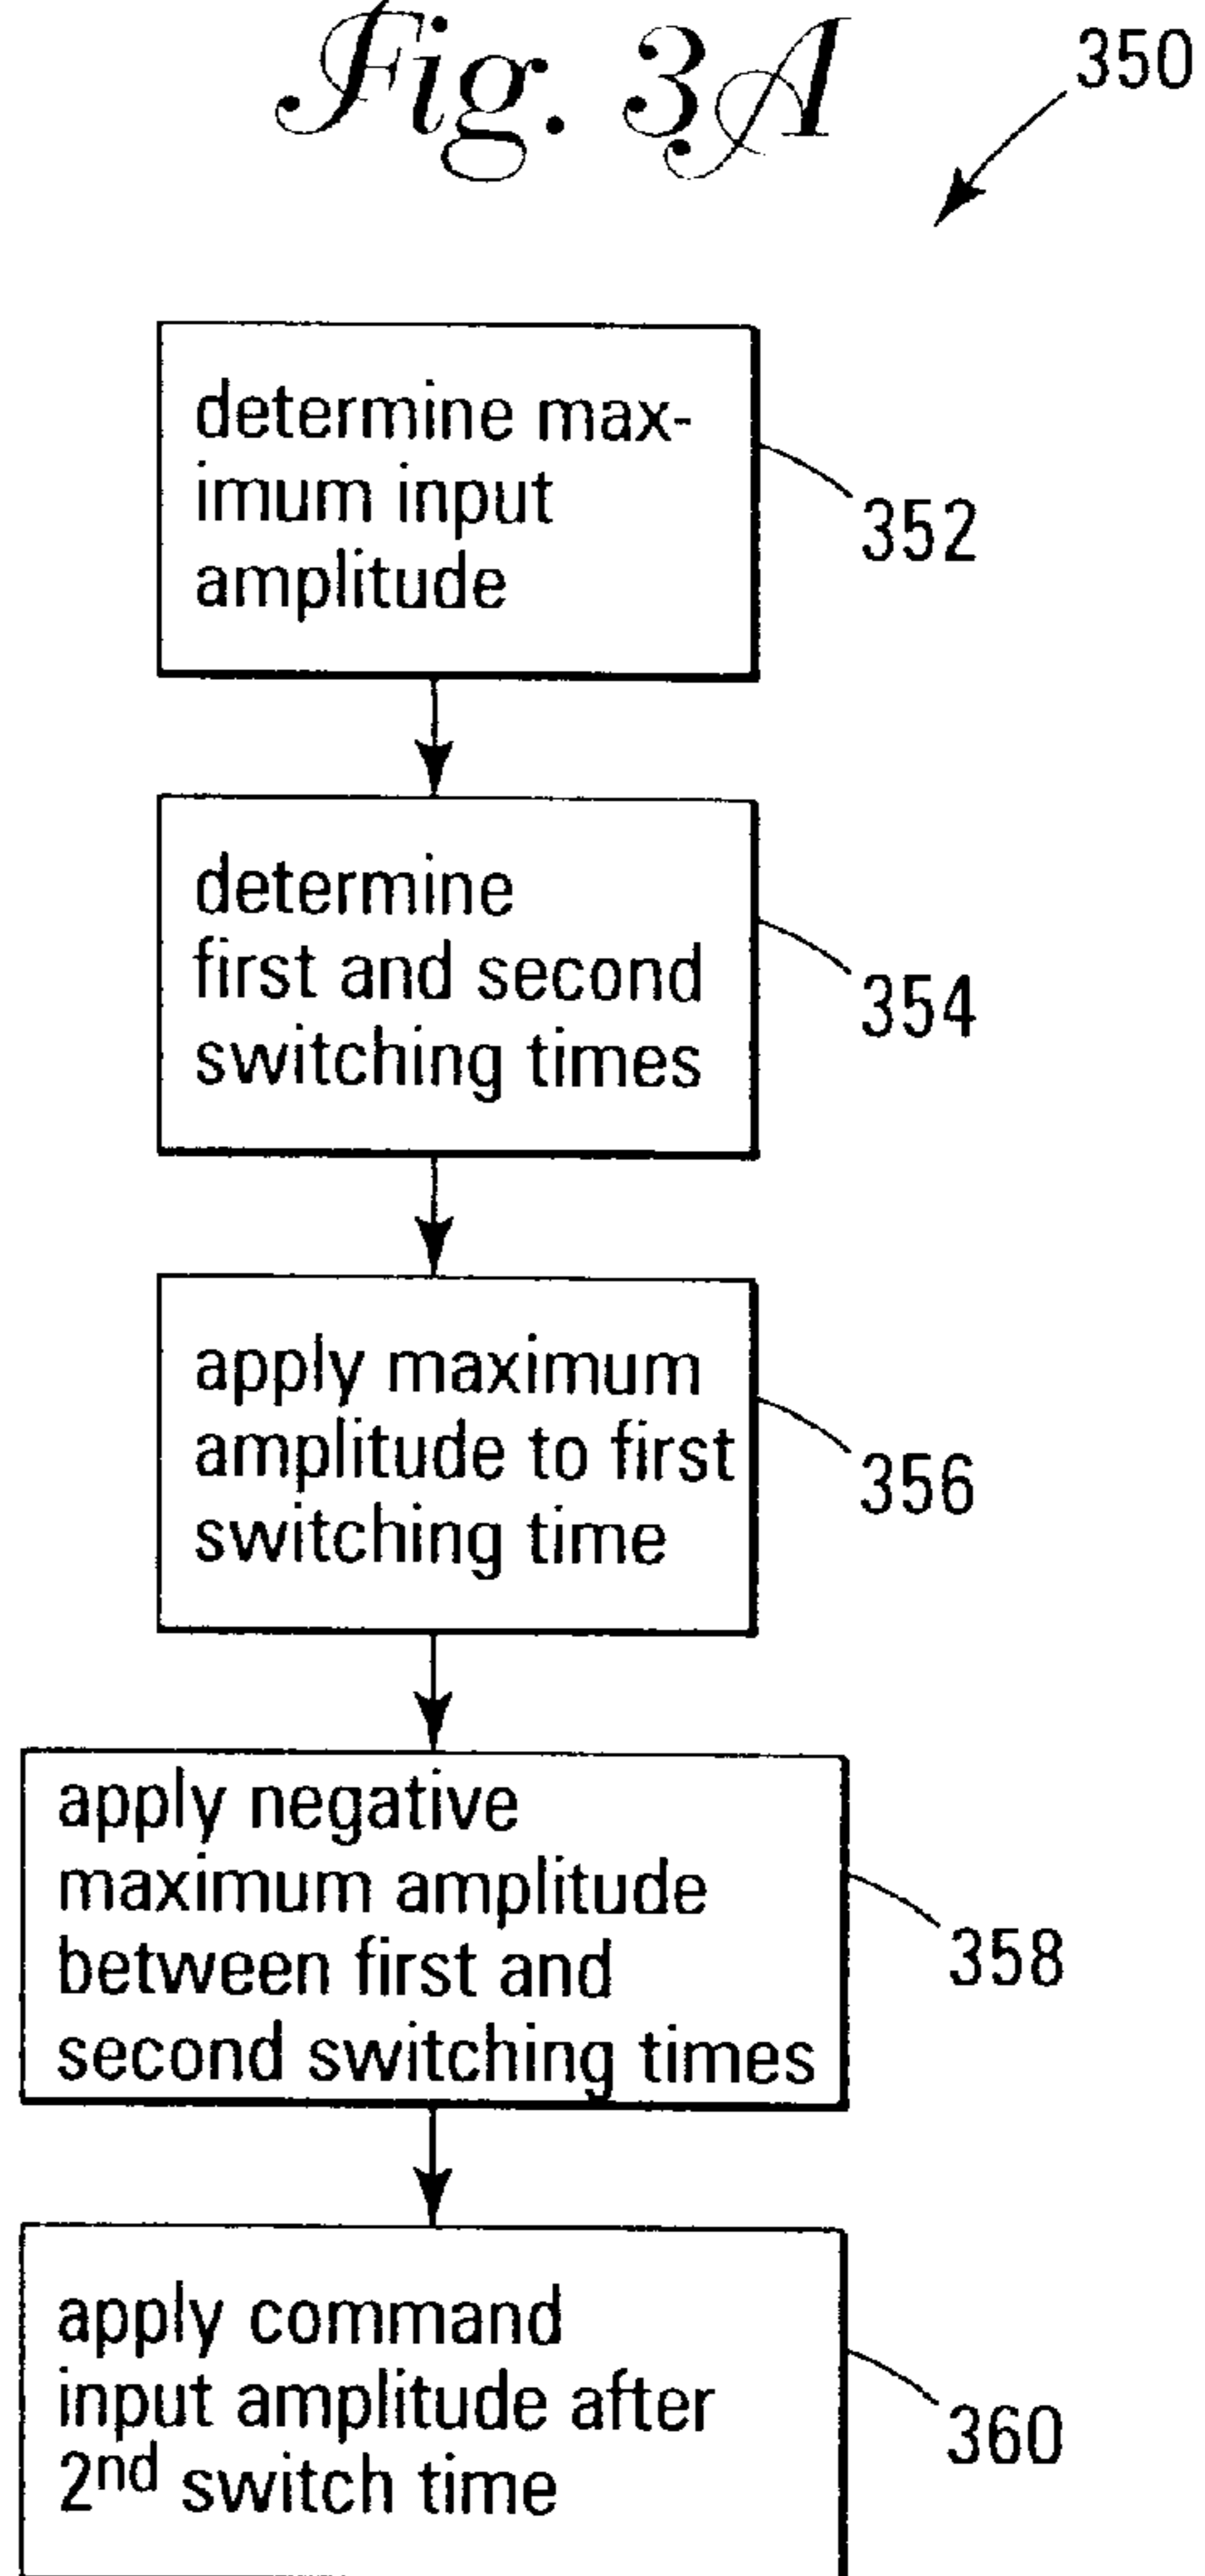 Fig. 3A
350
determine max-
imum input
amplitude
352
determine
first and second
switching times
354
apply maximum
amplitude to first
switching time
356
apply negative
maximum amplitude
between first and
second switching times
358
apply command
input amplitude after
2nd switch time
360